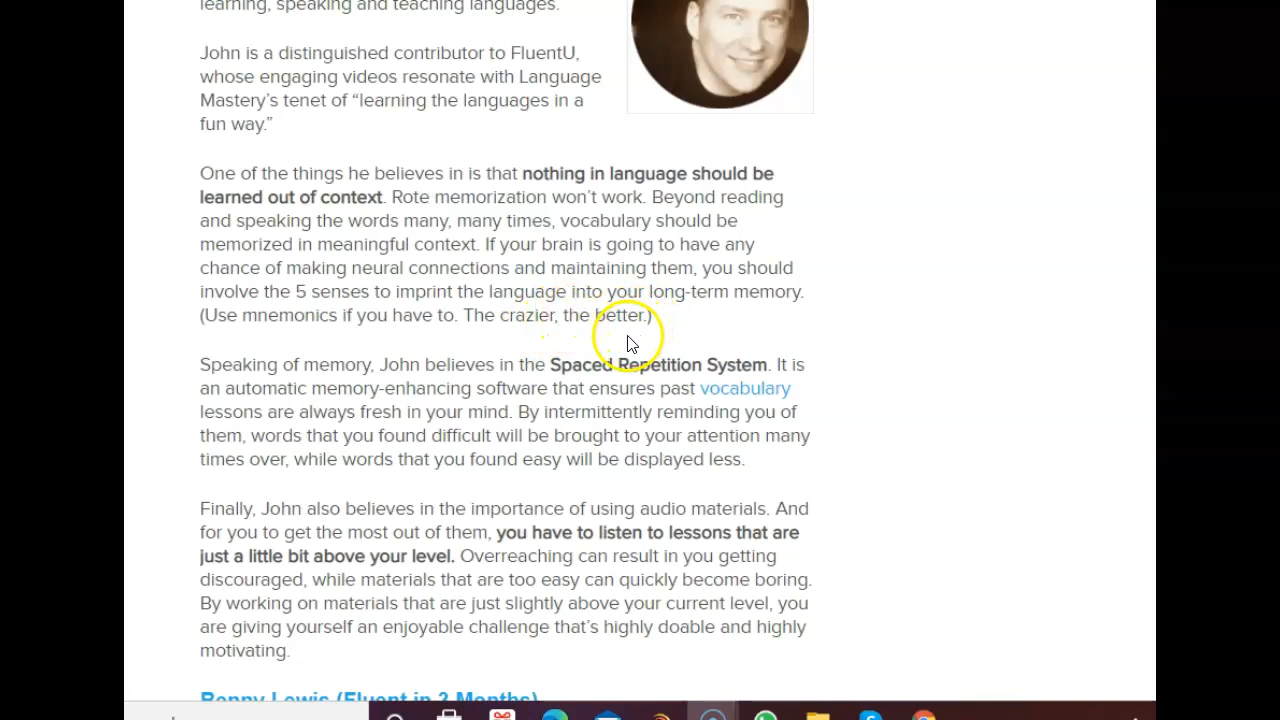 learning, speaking and teaching languages.
John is a distinguished contributor to FluentU,
whose engaging videos resonate with Language
Mastery's tenet of “learning the languages in a
fun way.”
One of the things he believes in is that nothing in language should be
learned out of context. Rote memorization won't work. Beyond reading
and speaking the words many, many times, vocabulary should be
memorized in meaningful context. If your brain is going to have any
chance of making neural connections and maintaining them, you should
involve the 5 senses to imprint the language into your long-term memory.
(Use mnemonics if you have to. The crazier, the better.)
Speaking of memory, John believes in the Spaced Repetition System. It is
an automatic memory-enhancing software that ensures past vocabulary
lessons are always fresh in your mind. By intermittently reminding you of
them, words that you found difficult will be brought to your attention many
times over, while words that you found easy will be displayed less.
Finally, John also believes in the importance of using audio materials. And
for you to get the most out of them, you have to listen to lessons that are
just a little bit above your level. Overreaching can result in you getting
discouraged, while materials that are too easy can quickly become boring.
By working on materials that are just slightly above your current level, you
are giving yourself an enjoyable challenge that's highly doable and highly
motivating.
Benny Lewis (Fluent in 3 Months)